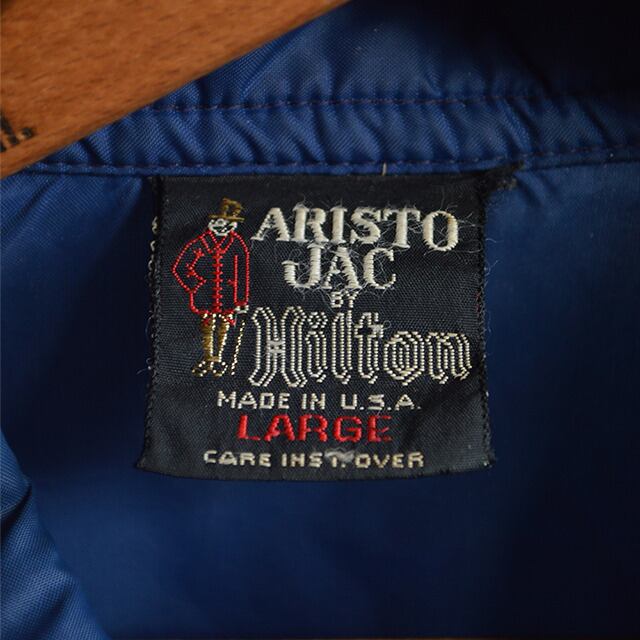 ARISTO
JAC
BY
Hilton
MADE IN U.S.A.
LARGE
CARE INST. OVER